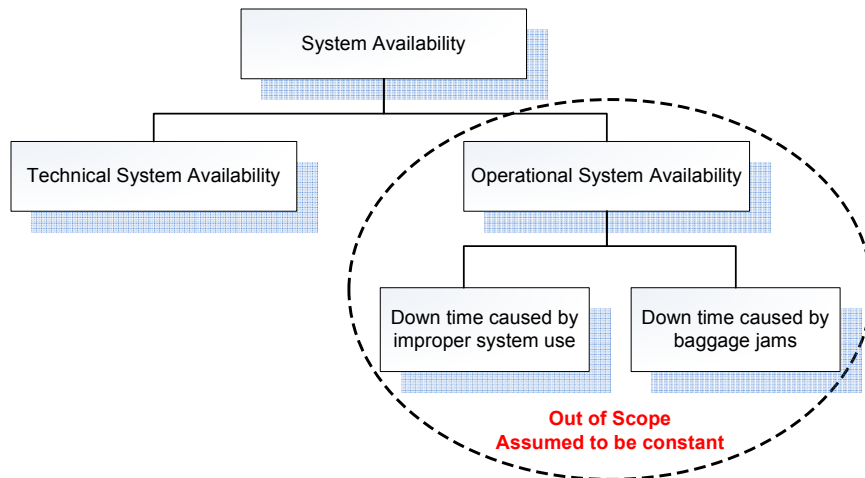 System Availability
Technical System Availability
Operational System Availability
Down time caused by
improper system use
Down time caused by
baggage jams
Out of Scope
Assumed to be constant